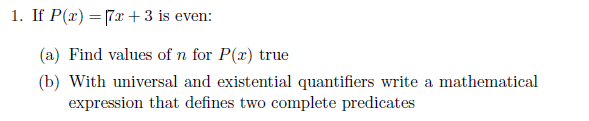 1. If P(x) = 7x + 3 is even:
(a) Find values of n for P(x) true
(b) With universal and existential quantifiers write a mathematical
expression that defines two complete predicates